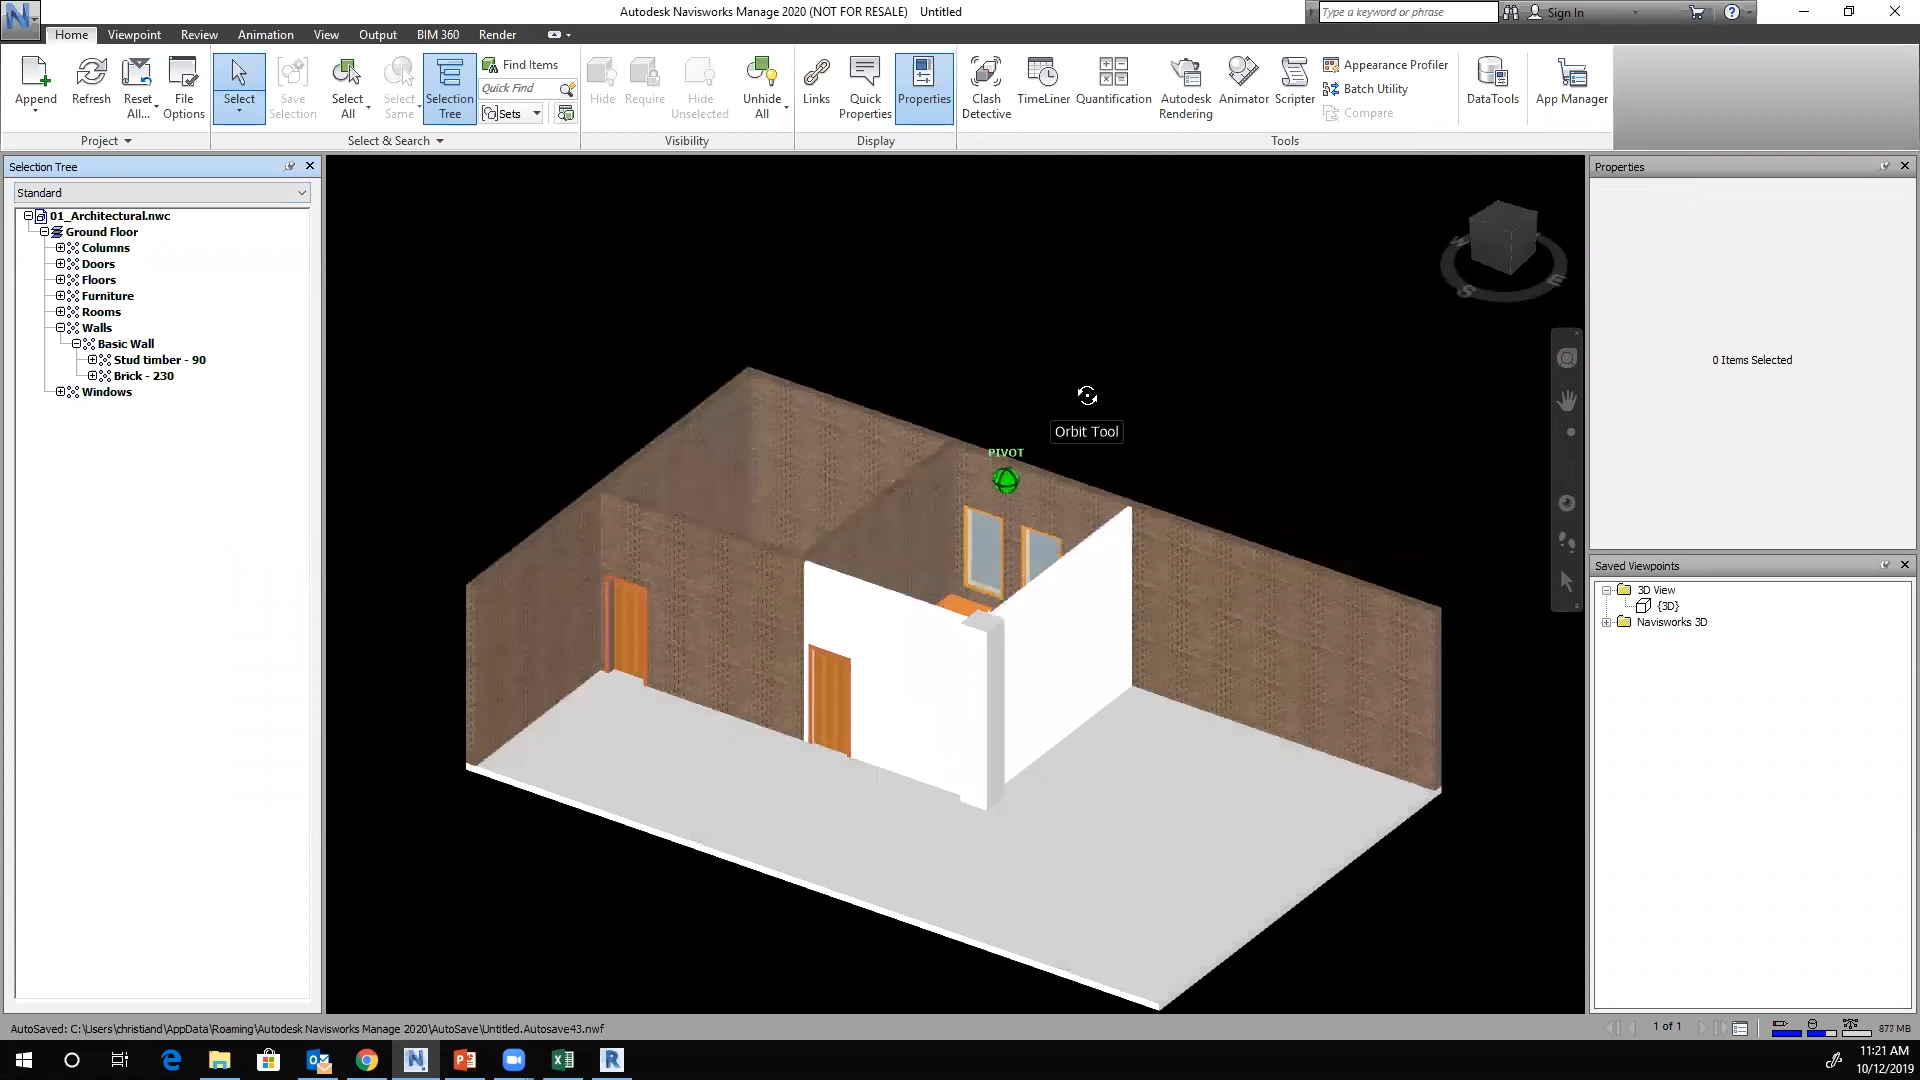 Autodesk Navisworks Manage 2020 (NOT FOR RESALE) Untitled
Type a keyword or phrase
Sign In
Home Viewpoint Review Animation View Output BIM 360 Render
Append
Refresh
Reset All...
File Options
Project
Select
Save Selection
Select All
Select Same
Selection Tree
Find Items
Quick Find
Sets
Select & Search
Hide
Require
Hide Unselected
Unhide All
Visibility
Links
Quick Properties
Properties
Display
Clash Detective
TimeLiner
Quantification
Autodesk Rendering
Animator
Scripter
Appearance Profiler
Batch Utility
Compare
DataTools
App Manager
Tools
Selection Tree
Standard
01_Architectural.nwc
Ground Floor
Columns
Doors
Floors
Furniture
Rooms
Walls
Basic Wall
Stud timber - 90
Brick - 230
Windows
S
E
Orbit Tool
PIVOT
Properties
0 Items Selected
Saved Viewpoints
3D View
{3D}
Navisworks 3D
AutoSaved: C:\Users\christiand\AppData\Roaming\Autodesk Navisworks Manage 2020\AutoSave\Untitled.Autosave43.nwf
1 of 1
877 MB
11:21 AM
10/12/2019